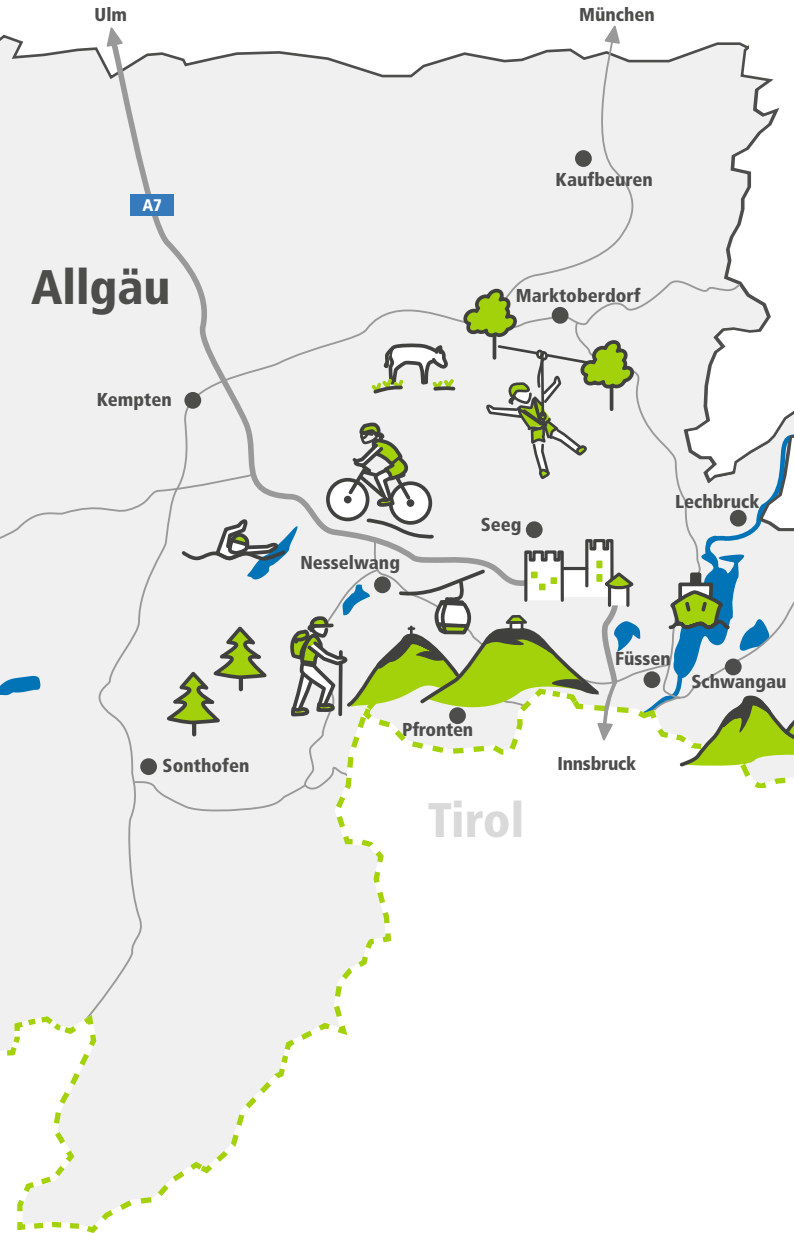 Ulm
München
Kaufbeuren
A7
Allgäu
Marktoberdorf
Kempten
Lechbruck
Seeg
Nesselwang
Füssen
Schwangau
Pfronten
Innsbruck
Sonthofen
Tirol